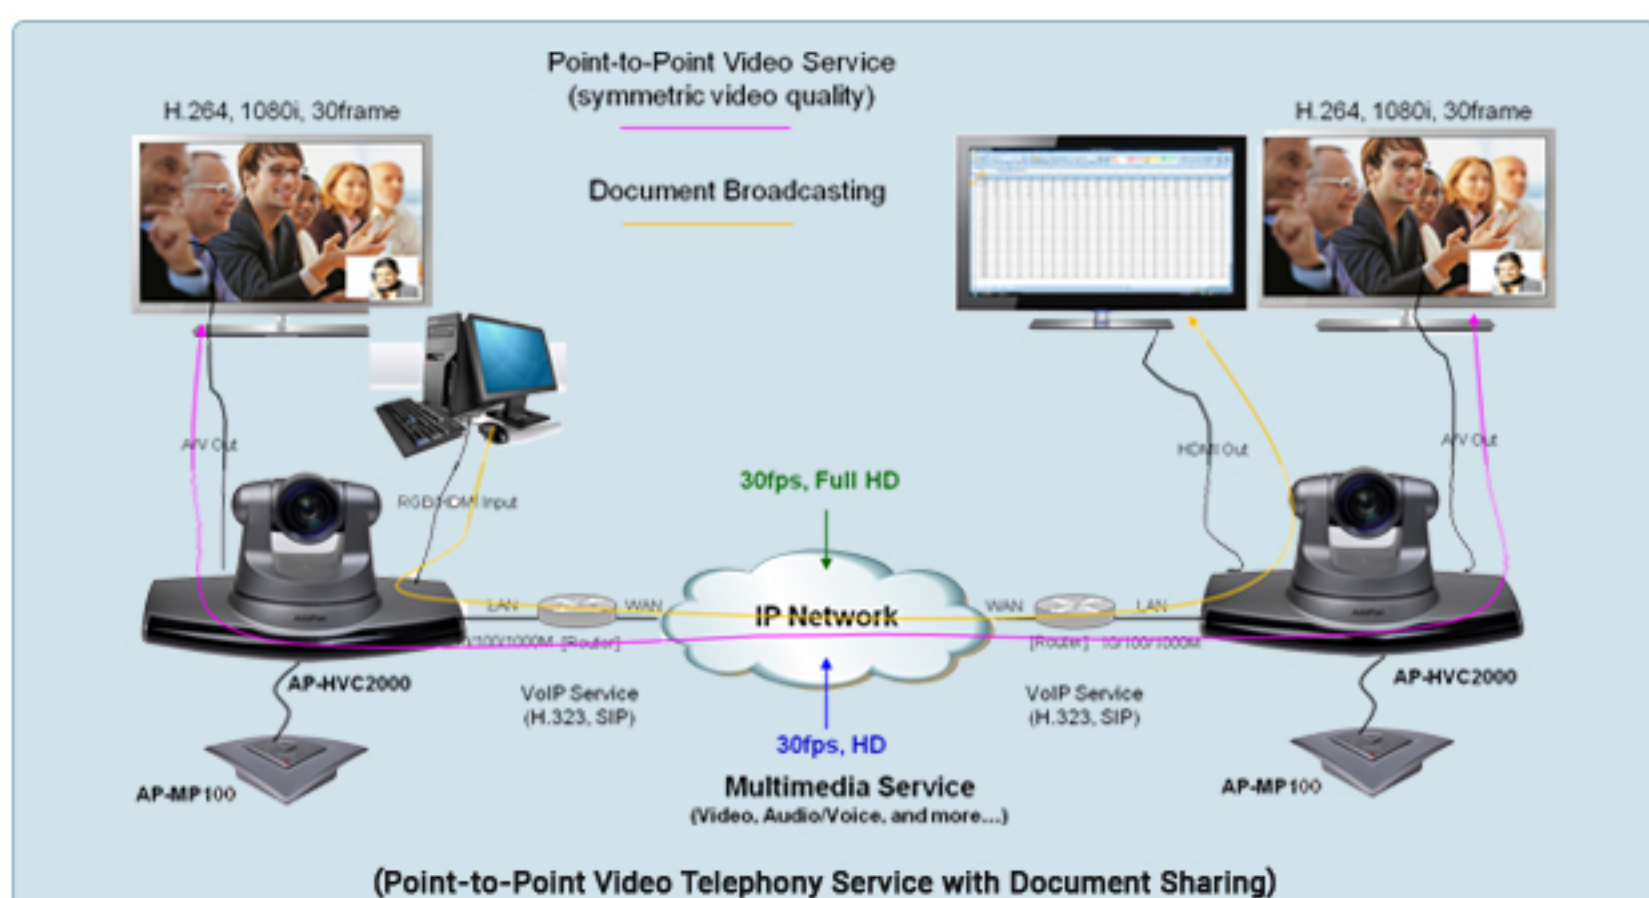 Point-to-Point Video Service
(symmetric video quality)
H.264, 1080i, 30frame
H.264, 1080i, 30frame
Document Broadcasting
A/V Out
RGB/HDMI Input
HDMI Out
A/V Out
30fps, Full HD
LAN
WAN
IP Network
WAN
LAN
/100/1000M
[Router]
[Router]
10/100/1000M
AP-HVC2000
VoIP Service
(H.323, SIP)
VoIP Service
(H.323, SIP)
AP-HVC2000
30fps, HD
Multimedia Service
(Video, Audio/Voice, and more...)
AP-MP100
AP-MP100
(Point-to-Point Video Telephony Service with Document Sharing)